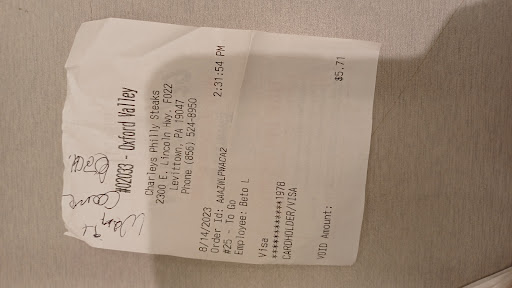 #02033 - Oxford Valley
Charleys Philly Steaks
2300 E. Lincoln Hwy. F022
Levittown, PA 19047
Phone (856) 524-8950
8/14/2023 2:31:54 PM
Order Id: AAAZWLPWACA2
#25 - To Go
Employee: Beto L
Visa
************1978
CARDHOLDER/VISA
VOID Amount: $5.71